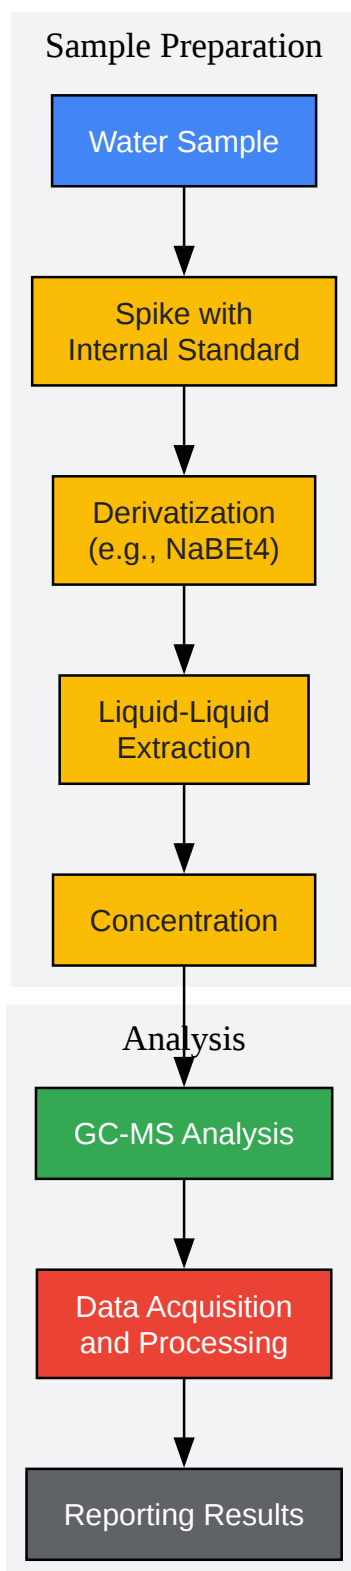 Sample Preparation
Water Sample
Spike with
Internal Standard
Derivatization
(e.g., NaBEt4)
Liquid-Liquid
Extraction
Concentration
Analysis
GC-MS Analysis
Data Acquisition
and Processing
Reporting Results